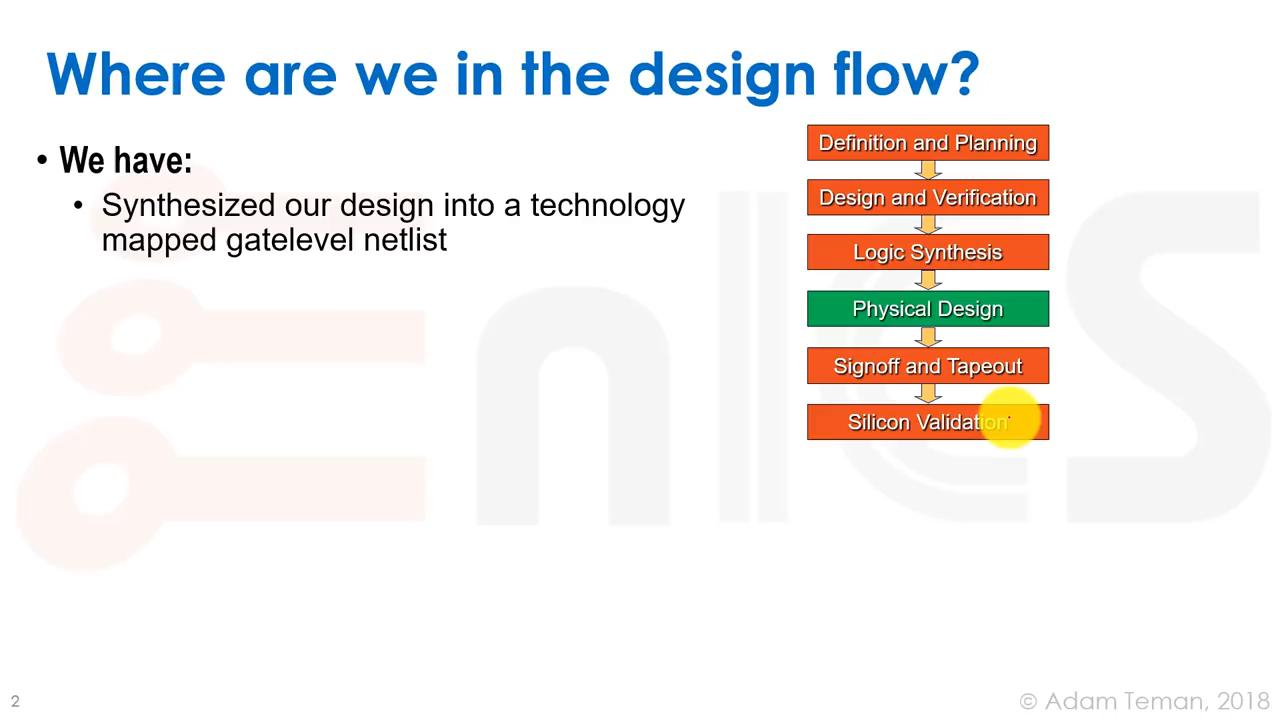 Where are we in the design flow?
• We have:
• Synthesized our design into a technology
mapped gatelevel netlist
Definition and Planning
Design and Verification
Logic Synthesis
Physical Design
Signoff and Tapeout
Silicon Validation
EnICS
2
© Adam Teman, 2018